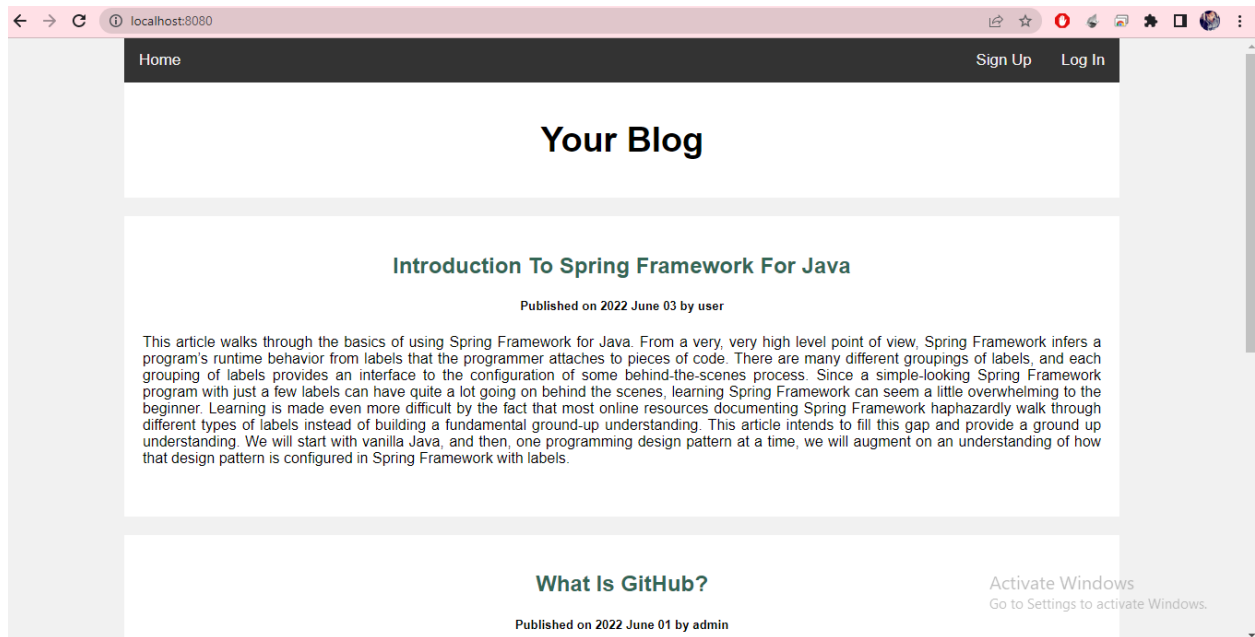 localhost:8080
Home Sign Up Log In
Your Blog
Introduction To Spring Framework For Java
Published on 2022 June 03 by user
This article walks through the basics of using Spring Framework for Java. From a very, very high level point of view, Spring Framework infers a
program's runtime behavior from labels that the programmer attaches to pieces of code. There are many different groupings of labels, and each
grouping of labels provides an interface to the configuration of some behind-the-scenes process. Since a simple-looking Spring Framework
program with just a few labels can have quite a lot going on behind the scenes, learning Spring Framework can seem a little overwhelming to the
beginner. Learning is made even more difficult by the fact that most online resources documenting Spring Framework haphazardly walk through
different types of labels instead of building a fundamental ground-up understanding. This article intends to fill this gap and provide a ground up
understanding. We will start with vanilla Java, and then, one programming design pattern at a time, we will augment on an understanding of how
that design pattern is configured in Spring Framework with labels.
What Is GitHub?
Published on 2022 June 01 by admin
Activate Windows
Go to Settings to activate Windows.